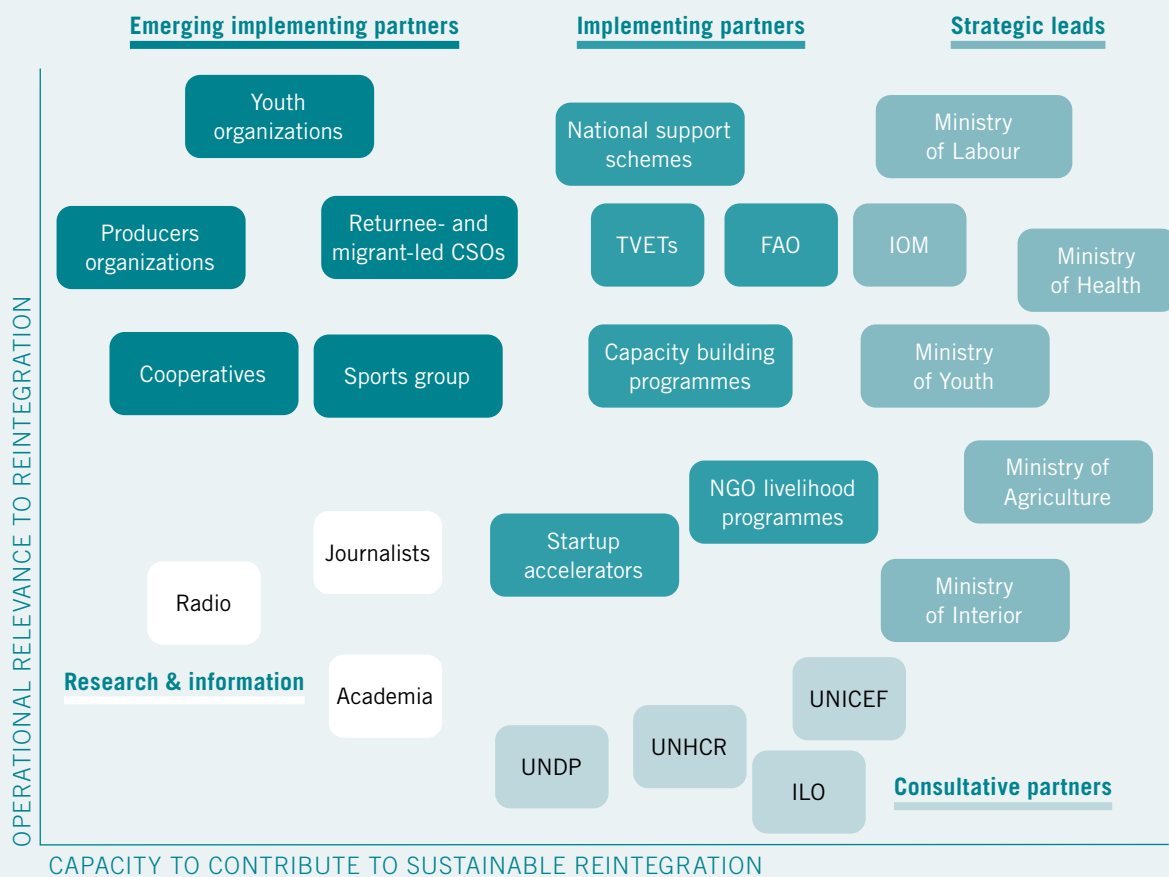 Emerging implementing partners
Implementing partners
Strategic leads
OPERATIONAL RELEVANCE TO REINTEGRATION
Youth
organizations
National support
schemes
Ministry
of Labour
Producers
organizations
Returnee- and
migrant-led CSOs
TVETs
FAO
IOM
Ministry
of Health
Cooperatives
Sports group
Capacity building
programmes
Ministry
of Youth
Ministry of
Agriculture
NGO livelihood
programmes
Startup
accelerators
Journalists
Radio
Ministry
of Interior
Research & information
Academia
UNICEF
UNHCR
UNDP
ILO
Consultative partners
CAPACITY TO CONTRIBUTE TO SUSTAINABLE REINTEGRATION